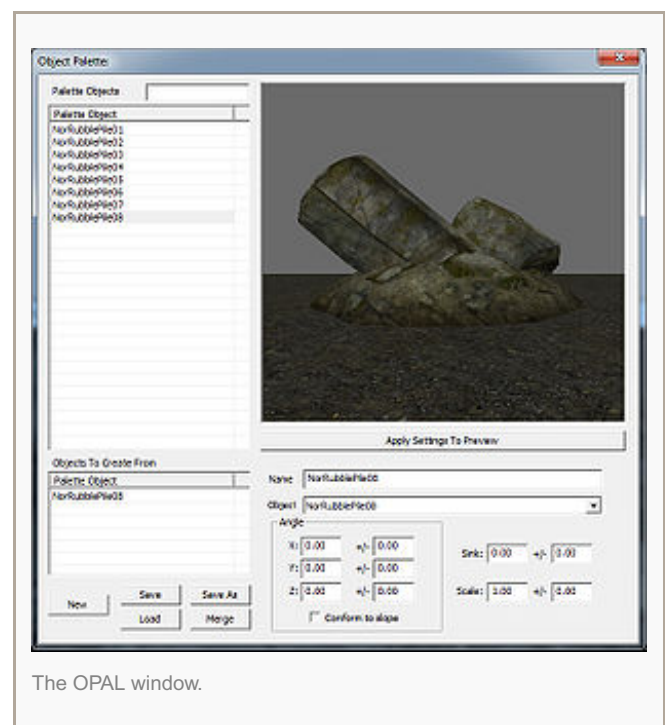 Object Palette
Palette Objects
Palette Object
NorRubblePile01
NorRubblePile02
NorRubblePile03
NorRubblePile04
NorRubblePile05
NorRubblePile06
NorRubblePile07
NorRubblePile08
Apply Settings To Preview
Objects To Create From
Palette Object
NorRubblePile08
Name NorRubblePile08
Object NorRubblePile08
Angle
X: 0.00 +/- 0.00
Y: 0.00 +/- 0.00
Z: 0.00 +/- 0.00
Conform to slope
Sink: 0.00 +/- 0.00
Scale: 1.00 +/- 0.00
New Save Save As
Load Merge
The OPAL window.